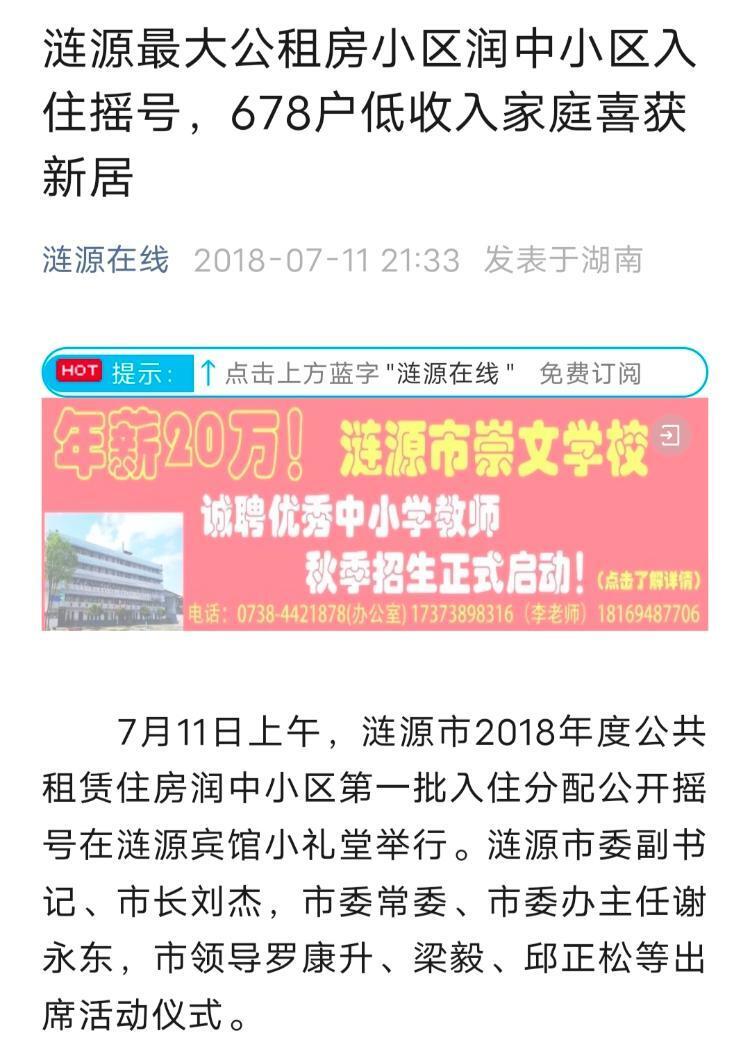 涟源最大公租房小区润中小区入
住摇号，678户低收入家庭喜获
新居
涟源在线 2018-07-11 21:33 发表于湖南
HOT 提示： ↑点击上方蓝字"涟源在线" 免费订阅
年薪20万！ 涟源市崇文学校
诚聘优秀中小学教师
秋季招生正式启动！（点击了解详情）
电话：0738-4421878(办公室) 17373898316（李老师）18169487706
7月11日上午，涟源市2018年度公共
租赁住房润中小区第一批入住分配公开摇
号在涟源宾馆小礼堂举行。涟源市委副书
记、市长刘杰，市委常委、市委办主任谢
永东，市领导罗康升、梁毅、邱正松等出
席活动仪式。